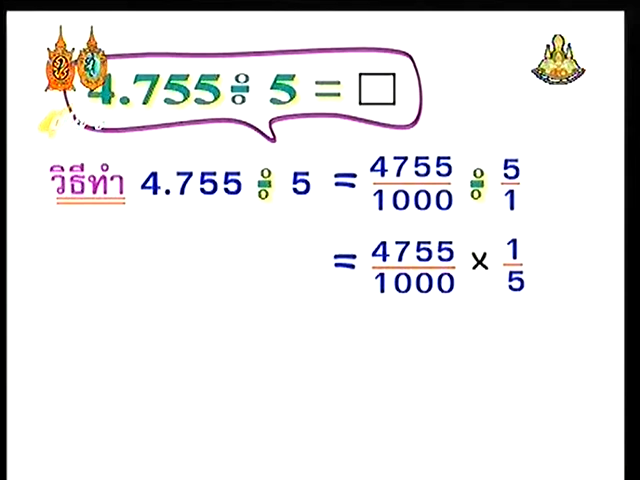 4.755 ÷ 5 = □
วิธีทำ 4.755 ÷ 5 = 4755/1000 ÷ 5/1
= 4755/1000 × 1/5